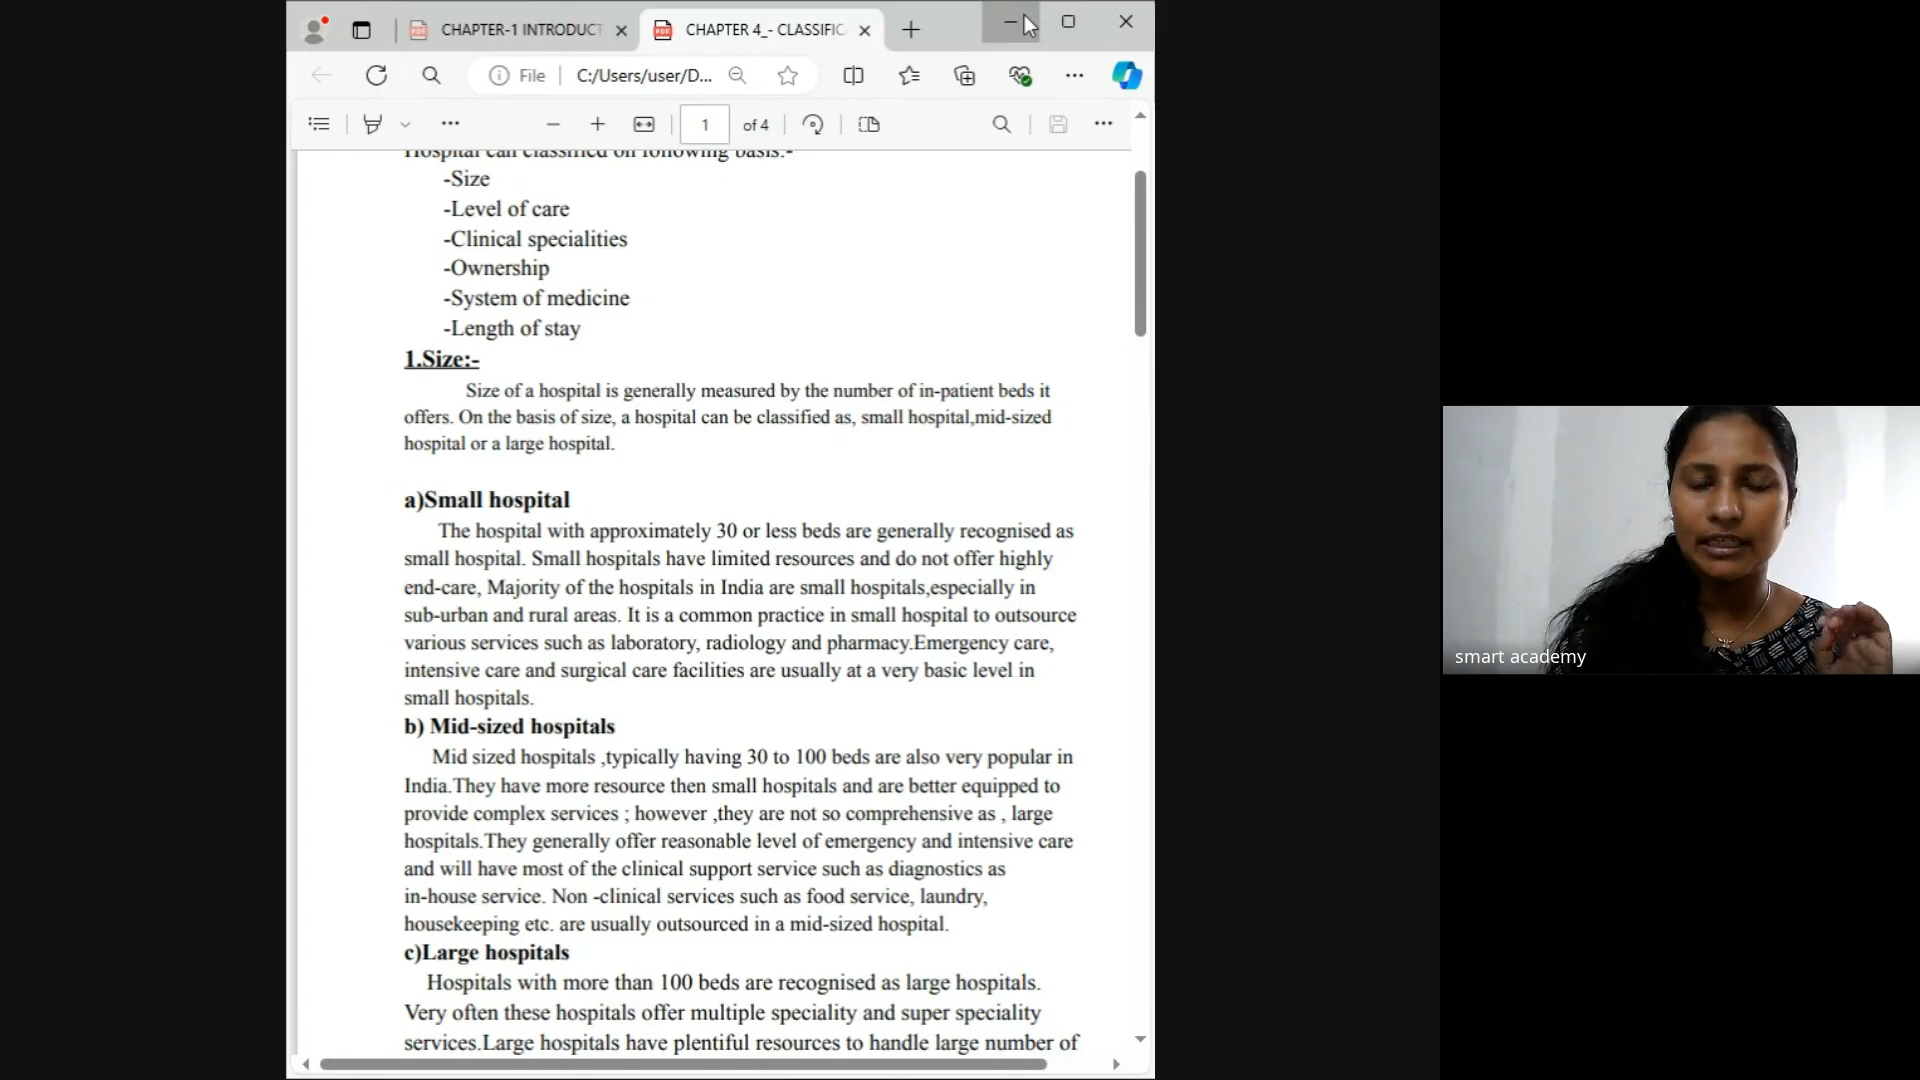 CHAPTER-1 INTRODUCT
CHAPTER 4_- CLASSIFIC
File
C:/Users/user/D...
1 of 4
Hospital can classified on following basis:-
-Size
-Level of care
-Clinical specialities
-Ownership
-System of medicine
-Length of stay
1.Size:-
Size of a hospital is generally measured by the number of in-patient beds it
offers. On the basis of size, a hospital can be classified as, small hospital,mid-sized
hospital or a large hospital.
a)Small hospital
The hospital with approximately 30 or less beds are generally recognised as
small hospital. Small hospitals have limited resources and do not offer highly
end-care, Majority of the hospitals in India are small hospitals,especially in
sub-urban and rural areas. It is a common practice in small hospital to outsource
various services such as laboratory, radiology and pharmacy.Emergency care,
intensive care and surgical care facilities are usually at a very basic level in
small hospitals.
b) Mid-sized hospitals
Mid sized hospitals ,typically having 30 to 100 beds are also very popular in
India.They have more resource then small hospitals and are better equipped to
provide complex services ; however ,they are not so comprehensive as , large
hospitals.They generally offer reasonable level of emergency and intensive care
and will have most of the clinical support service such as diagnostics as
in-house service. Non -clinical services such as food service, laundry,
housekeeping etc. are usually outsourced in a mid-sized hospital.
c)Large hospitals
Hospitals with more than 100 beds are recognised as large hospitals.
Very often these hospitals offer multiple speciality and super speciality
services.Large hospitals have plentiful resources to handle large number of
smart academy